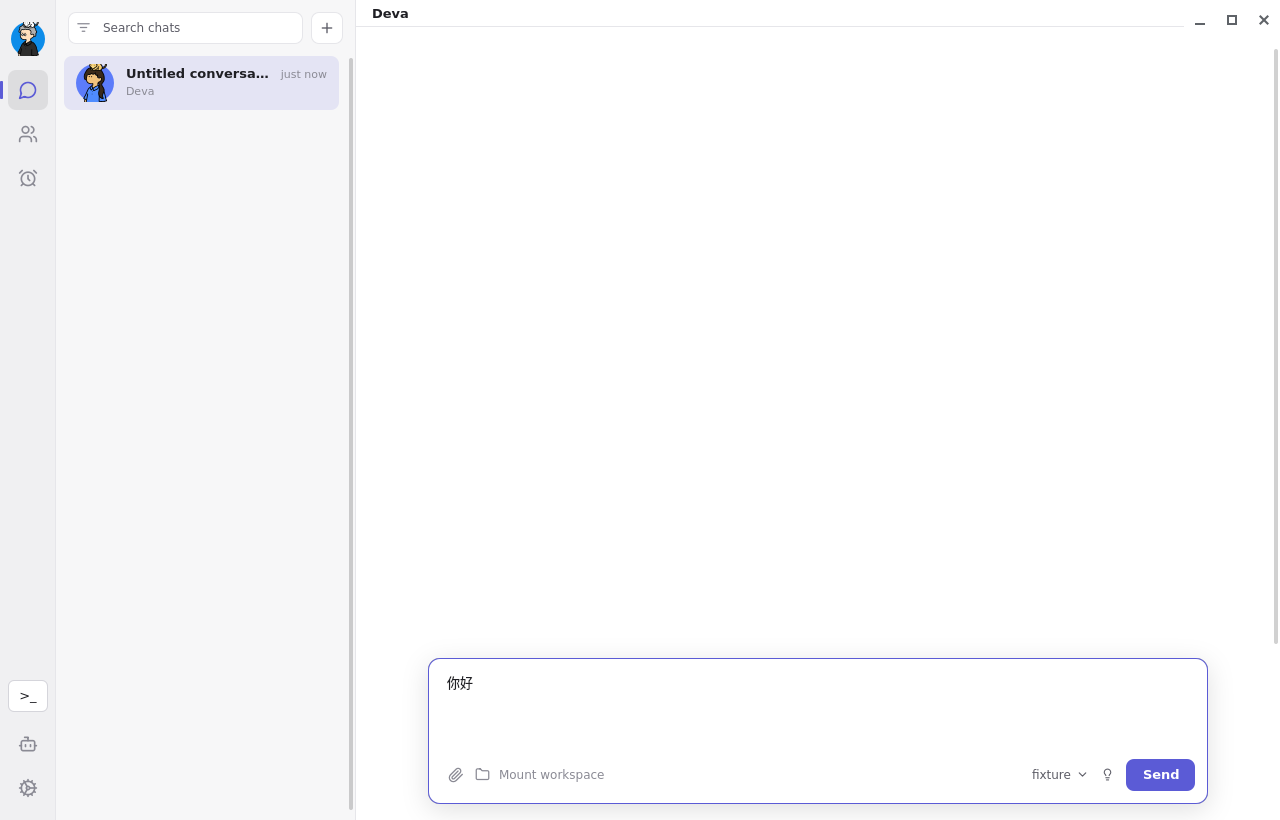 Search chats
Untitled conversa... just now
Deva
Deva
你好
Mount workspace
fixture
Send
>_